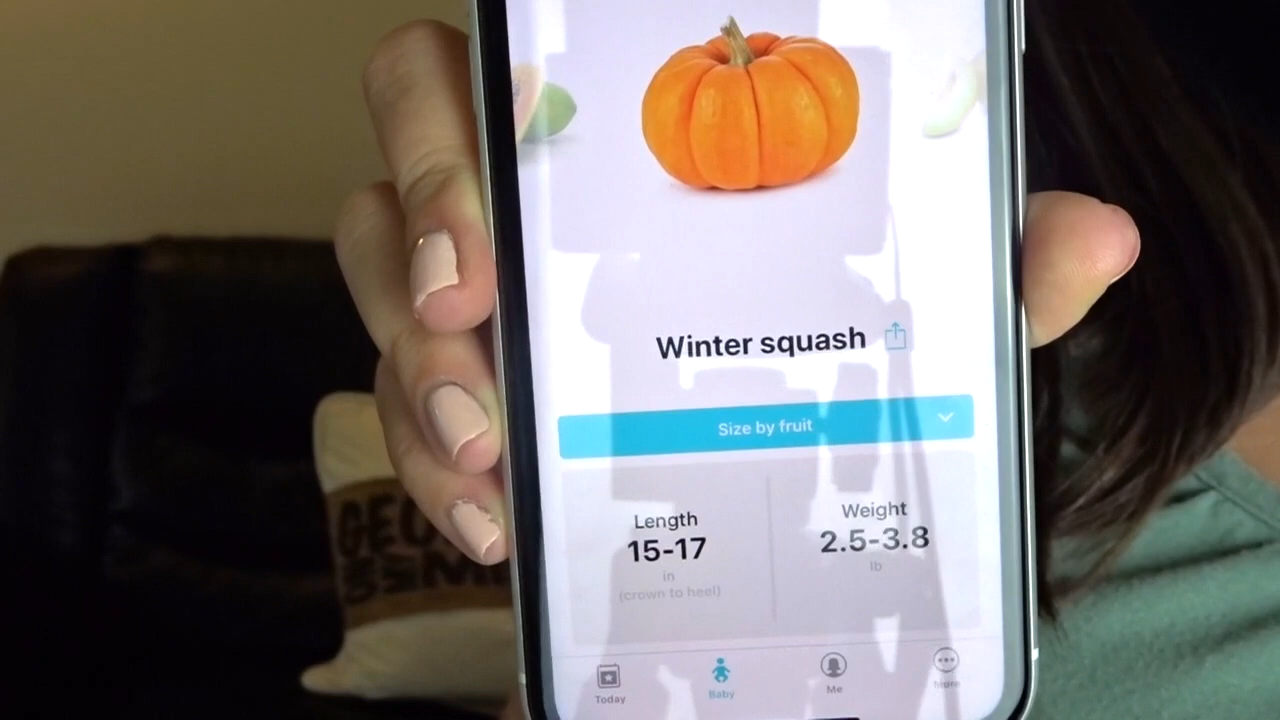 Winter squash
Size by fruit
Length
15-17
in
(crown to heel)
Weight
2.5-3.8
lb
Today
Baby
Me
More